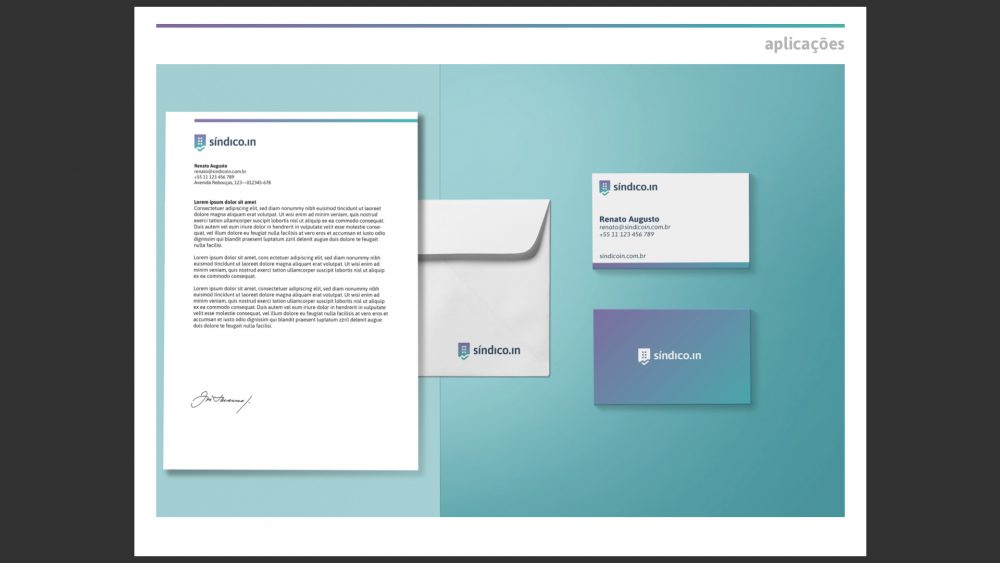 aplicações
síndico.in
Renato Augusto
renato@sindicoin.com.br
+55 11 123 456 789
Avenida Rebouças, 123—012345-678
Lorem ipsum dolor sit amet
Consectetuer adipiscing elit, sed diam nonummy nibh euismod tincidunt ut laoreet
dolore magna aliquam erat volutpat. Ut wisi enim ad minim veniam, quis nostrud
exerci tation ullamcorper suscipit lobortis nisl ut aliquip ex ea commodo consequat.
Duis autem vel eum iriure dolor in hendrerit in vulputate velit esse molestie conse-
quat, vel illum dolore eu feugiat nulla facilisis at vero eros et accumsan et iusto odio
dignissim qui blandit praesent luptatum zzril delenit augue duis dolore te feugait
nulla facilisi.
Lorem ipsum dolor sit amet, cons ectetuer adipiscing elit, sed diam nonummy nibh
euismod tincidunt ut laoreet dolore magna aliquam erat volutpat. Ut wisi enim ad
minim veniam, quis nostrud exerci tation ullamcorper suscipit lobortis nisl ut aliquip
ex ea commodo consequat.
Lorem ipsum dolor sit amet, consectetuer adipiscing elit, sed diam nonummy nibh
euismod tincidunt ut laoreet dolore magna aliquam erat volutpat. Ut wisi enim ad
minim veniam, quis nostrud exerci tation ullamcorper suscipit lobortis nisl ut aliquip
ex ea commodo consequat. Duis autem vel eum iriure dolor in hendrerit in vulputate
velit esse molestie consequat, vel illum dolore eu feugiat nulla facilisis at vero eros et
accumsan et iusto odio dignissim qui blandit praesent luptatum zzril delenit augue
duis dolore te feugait nulla facilisi.
síndico.in
síndico.in
Renato Augusto
renato@sindicoin.com.br
+55 11 123 456 789
sindicoin.com.br
síndico.in